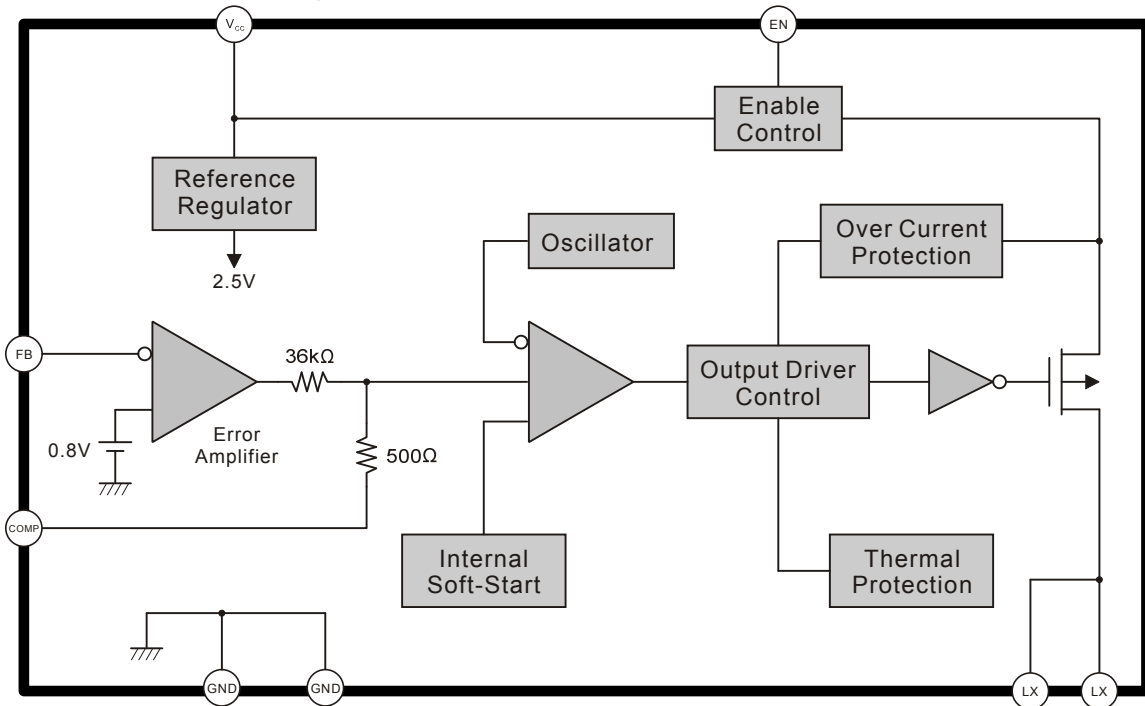 Vcc
EN
Enable
Control
Reference
Regulator
2.5V
Oscillator
Over Current
Protection
FB
36kΩ
Output Driver
Control
0.8V
Error
Amplifier
500Ω
COMP
Internal
Soft-Start
Thermal
Protection
GND
GND
LX
LX